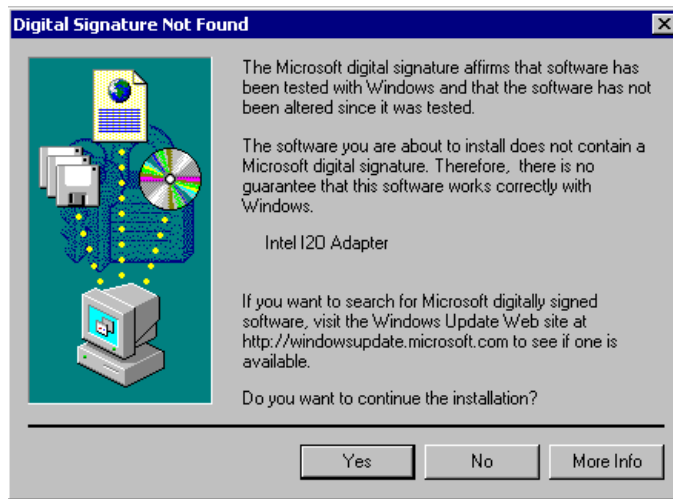 Digital Signature Not Found
The Microsoft digital signature affirms that software has
been tested with Windows and that the software has not
been altered since it was tested.
The software you are about to install does not contain a
Microsoft digital signature. Therefore, there is no
guarantee that this software works correctly with
Windows.
Intel I2O Adapter
If you want to search for Microsoft digitally signed
software, visit the Windows Update Web site at
http://windowsupdate.microsoft.com to see if one is
available.
Do you want to continue the installation?
Yes No More Info